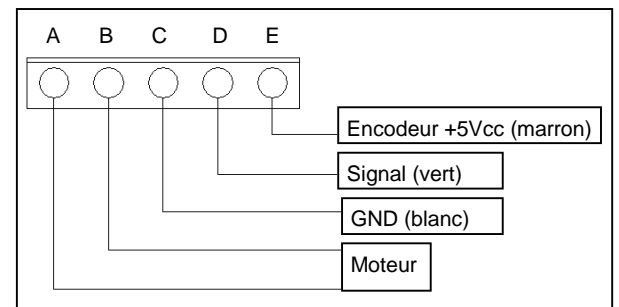 A B C D E
Encodeur +5Vcc (marron)
Signal (vert)
GND (blanc)
Moteur